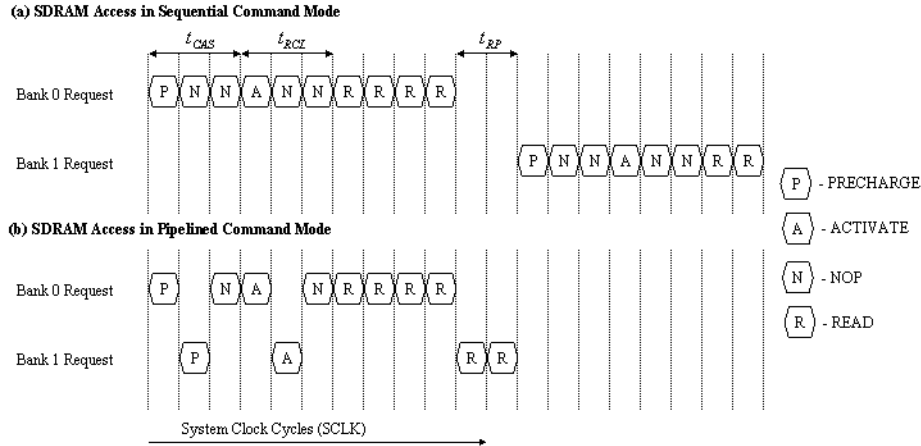 (a) SDRAM Access in Sequential Command Mode
tCAS tRCL tRP
Bank 0 Request P N N A N N R R R R
Bank 1 Request P N N A N N R R
P - PRECHARGE
(b) SDRAM Access in Pipelined Command Mode
A - ACTIVATE
Bank 0 Request P N A N R R R R
N - NOP
R - READ
Bank 1 Request P A R R
System Clock Cycles (SCLK)